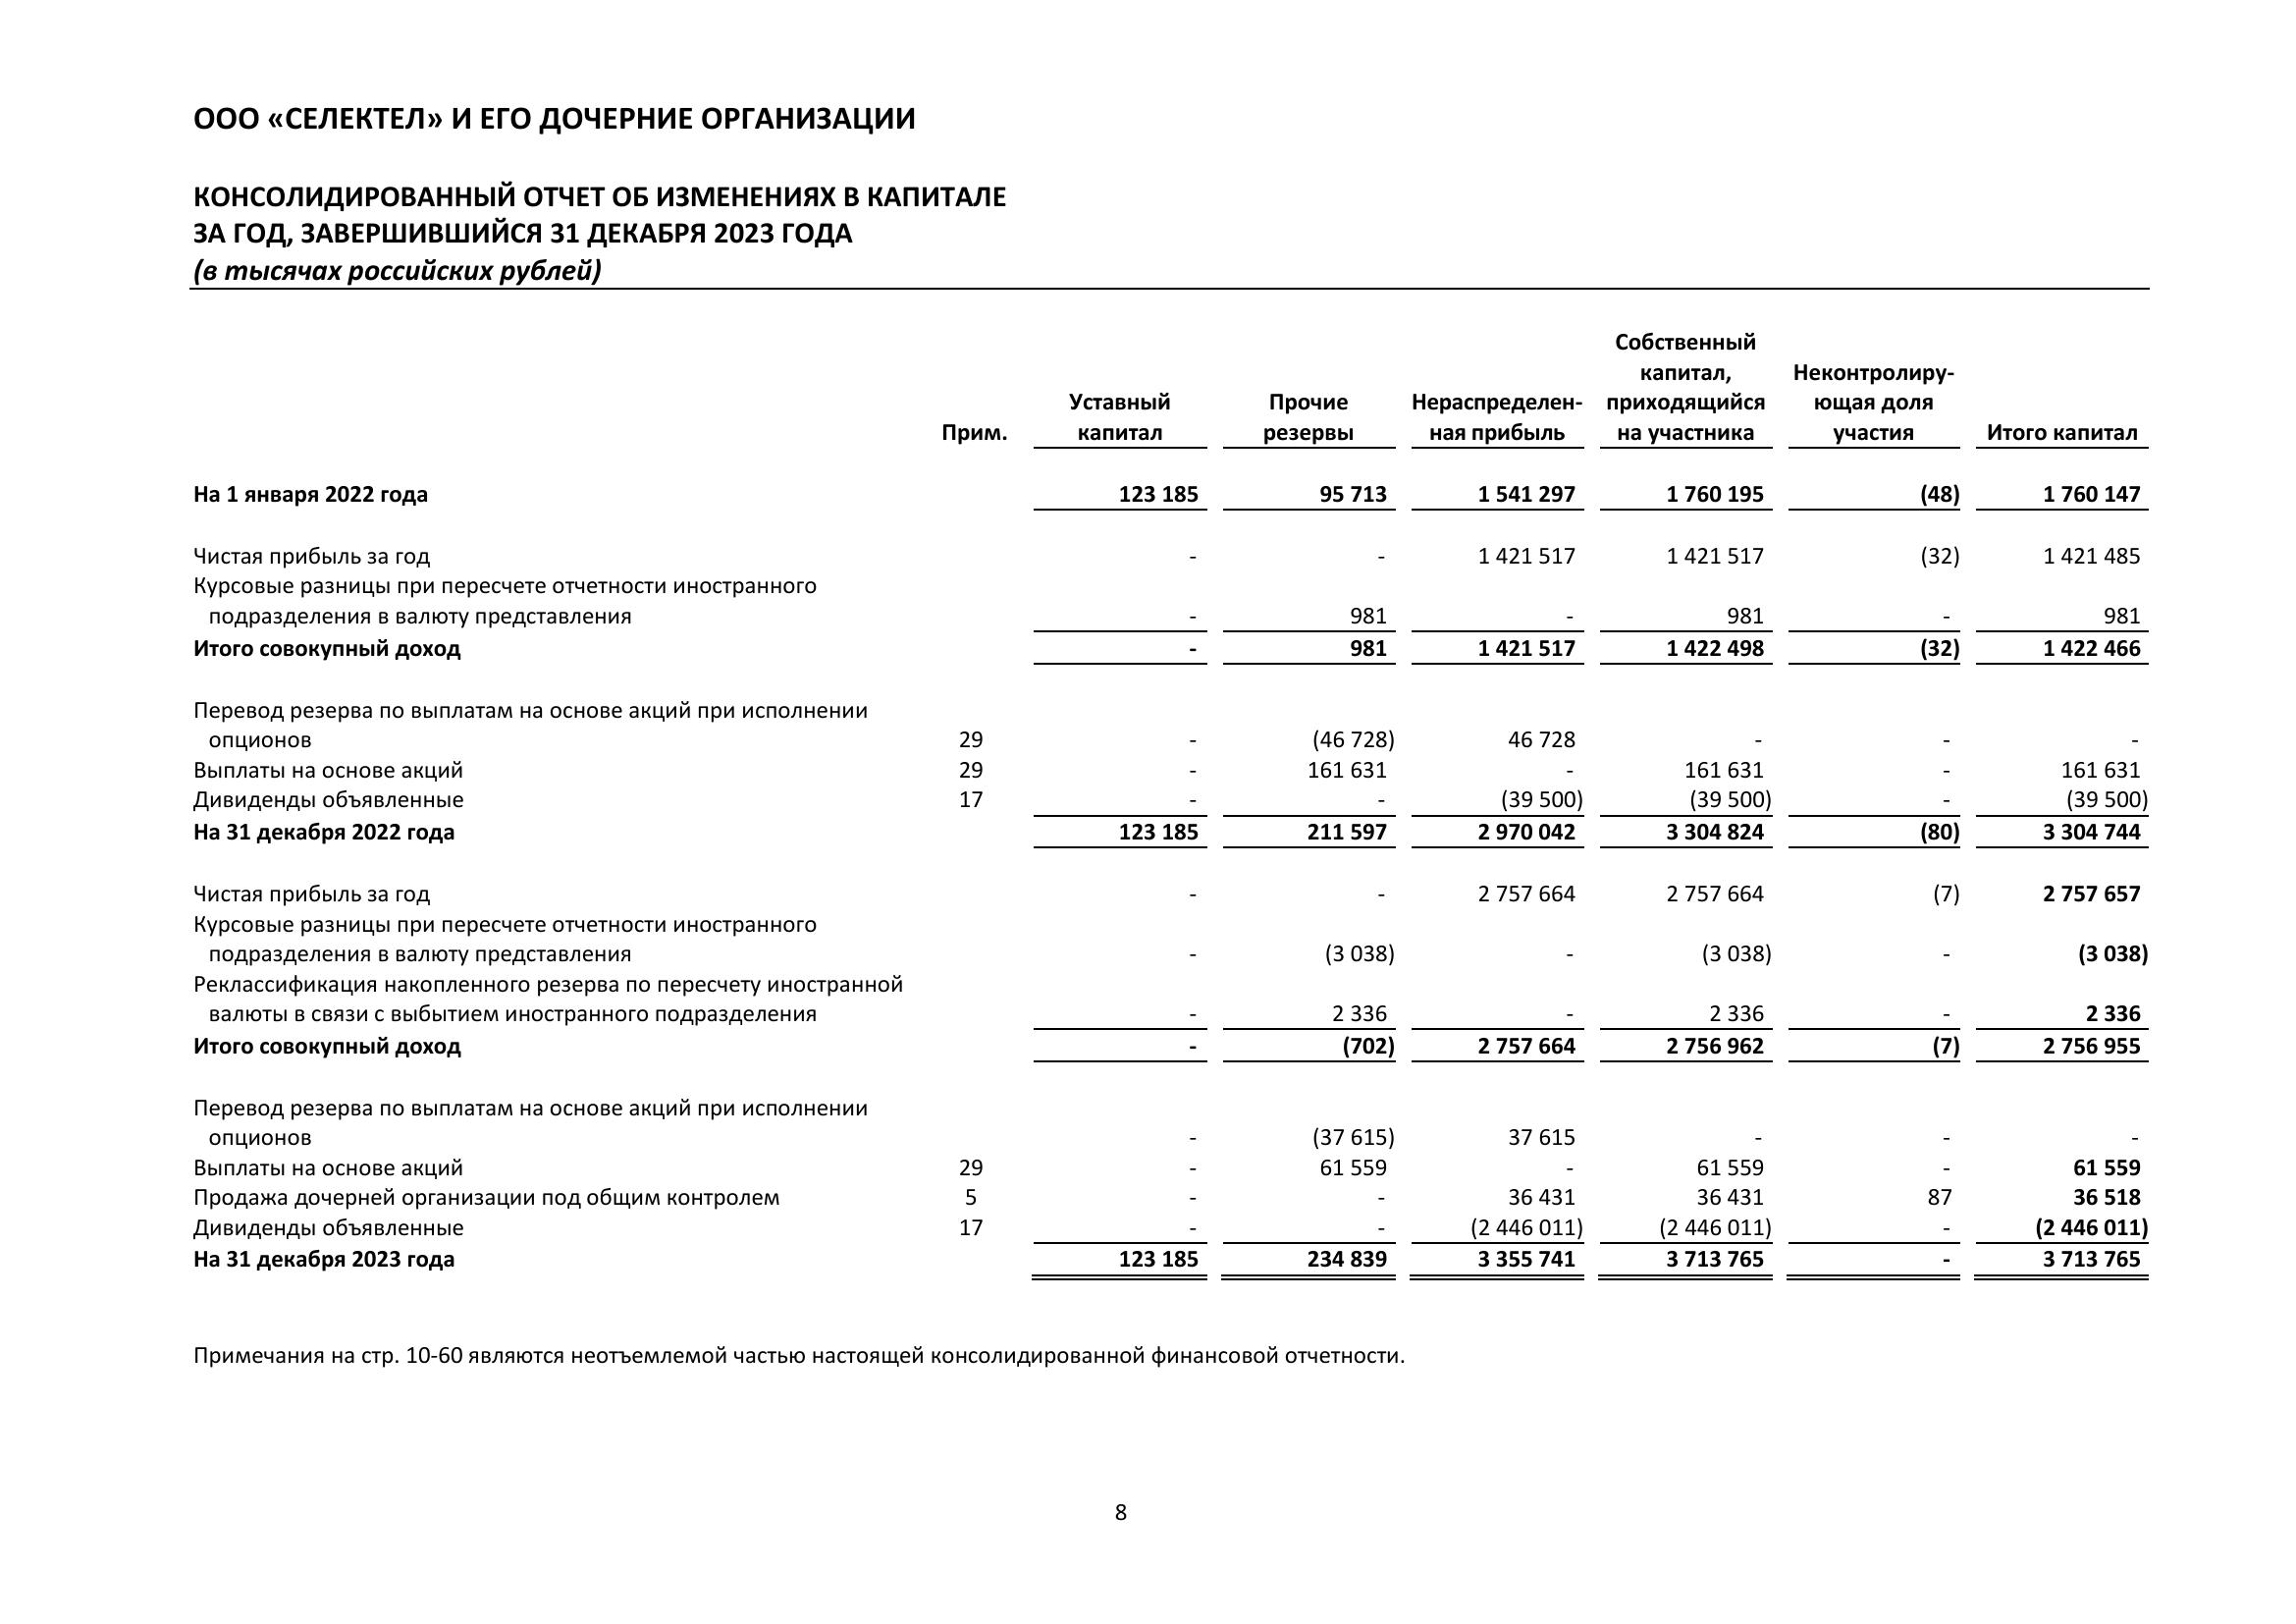 ООО «СЕЛЕКТЕЛ» И ЕГО ДОЧЕРНИЕ ОРГАНИЗАЦИИ
КОНСОЛИДИРОВАННЫЙ ОТЧЕТ ОБ ИЗМЕНЕНИЯХ В КАПИТАЛЕ
ЗА ГОД, ЗАВЕРШИВШИЙСЯ 31 ДЕКАБРЯ 2023 ГОДА
(в тысячах российских рублей)
Собственный
капитал, Неконтролиру-
Уставный Прочие Нераспределен- приходящийся ющая доля
Прим. капитал резервы ная прибыль на участника участия Итого капитал
На 1 января 2022 года 123 185 95 713 1 541 297 1 760 195 (48) 1 760 147
Чистая прибыль за год - - 1 421 517 1 421 517 (32) 1 421 485
Курсовые разницы при пересчете отчетности иностранного
подразделения в валюту представления - 981 - 981 - 981
Итого совокупный доход - 981 1 421 517 1 422 498 (32) 1 422 466
Перевод резерва по выплатам на основе акций при исполнении
опционов 29 - (46 728) 46 728 - - -
Выплаты на основе акций 29 - 161 631 - 161 631 - 161 631
Дивиденды объявленные 17 - - (39 500) (39 500) - (39 500)
На 31 декабря 2022 года 123 185 211 597 2 970 042 3 304 824 (80) 3 304 744
Чистая прибыль за год - - 2 757 664 2 757 664 (7) 2 757 657
Курсовые разницы при пересчете отчетности иностранного
подразделения в валюту представления - (3 038) - (3 038) - (3 038)
Реклассификация накопленного резерва по пересчету иностранной
валюты в связи с выбытием иностранного подразделения - 2 336 - 2 336 - 2 336
Итого совокупный доход - (702) 2 757 664 2 756 962 (7) 2 756 955
Перевод резерва по выплатам на основе акций при исполнении
опционов - (37 615) 37 615 - - -
Выплаты на основе акций 29 - 61 559 - 61 559 - 61 559
Продажа дочерней организации под общим контролем 5 - - 36 431 36 431 87 36 518
Дивиденды объявленные 17 - - (2 446 011) (2 446 011) - (2 446 011)
На 31 декабря 2023 года 123 185 234 839 3 355 741 3 713 765 - 3 713 765
Примечания на стр. 10-60 являются неотъемлемой частью настоящей консолидированной финансовой отчетности.
8